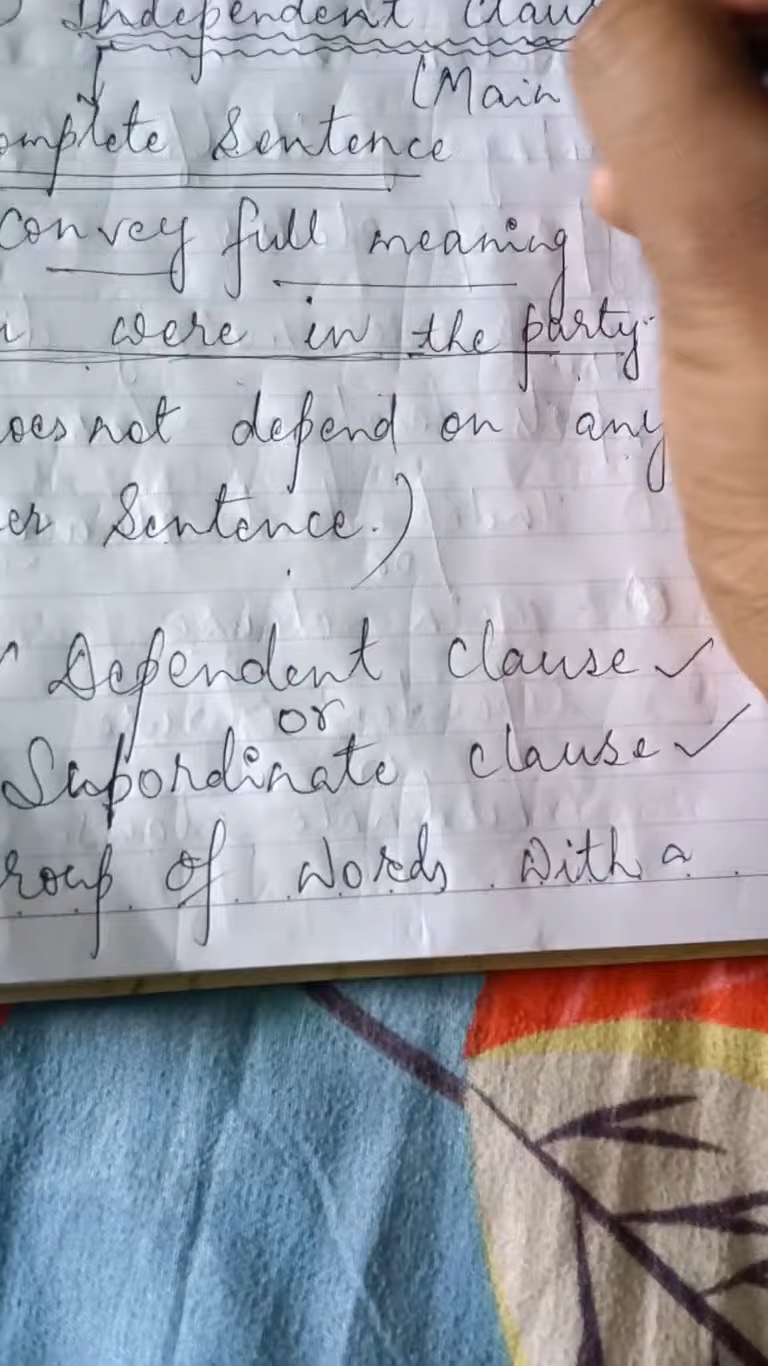 Independent Clau
(Main
omplete Sentence
Convey full meaning
were in the party.
oes not depend on any
er Sentence.)
Dependent clause ✓
or
Subordinate clause ✓
roup of words with a